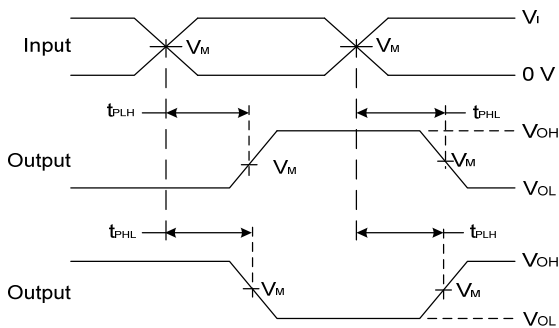 Input
VM
VM
VI
0 V
tPLH
tPHL
VOH
Output
VM
VM
VOL
tPHL
tPLH
VOH
Output
VM
VM
VOL